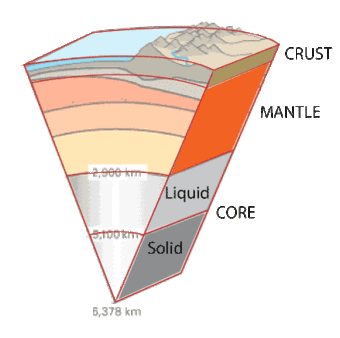 CRUST
MANTLE
2,900 km
Liquid
CORE
5,100 km
Solid
6,378 km